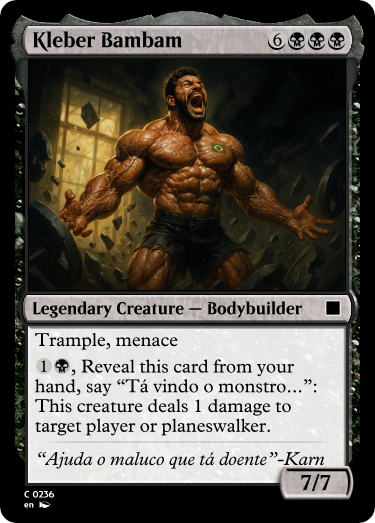 Kleber Bambam 6
Legendary Creature — Bodybuilder
Trample, menace
1, Reveal this card from your
hand, say “Tá vindo o monstro...”:
This creature deals 1 damage to
target player or planeswalker.
“Ajuda o maluco que tá doente”-Karn
7/7
C 0236
en